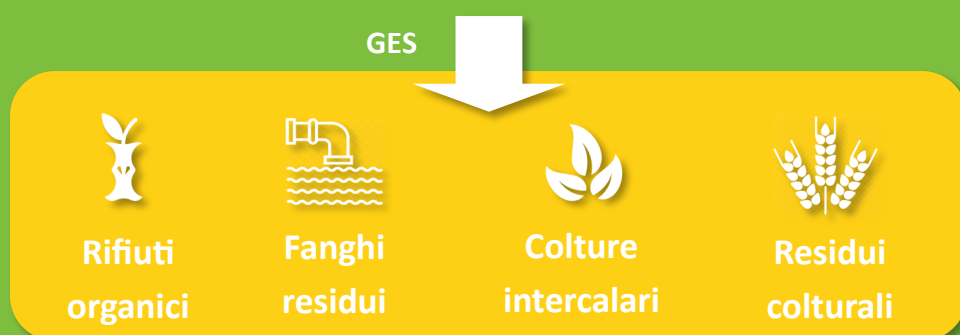 GES
Rifiuti
organici
Fanghi
residui
Colture
intercalari
Residui
colturali